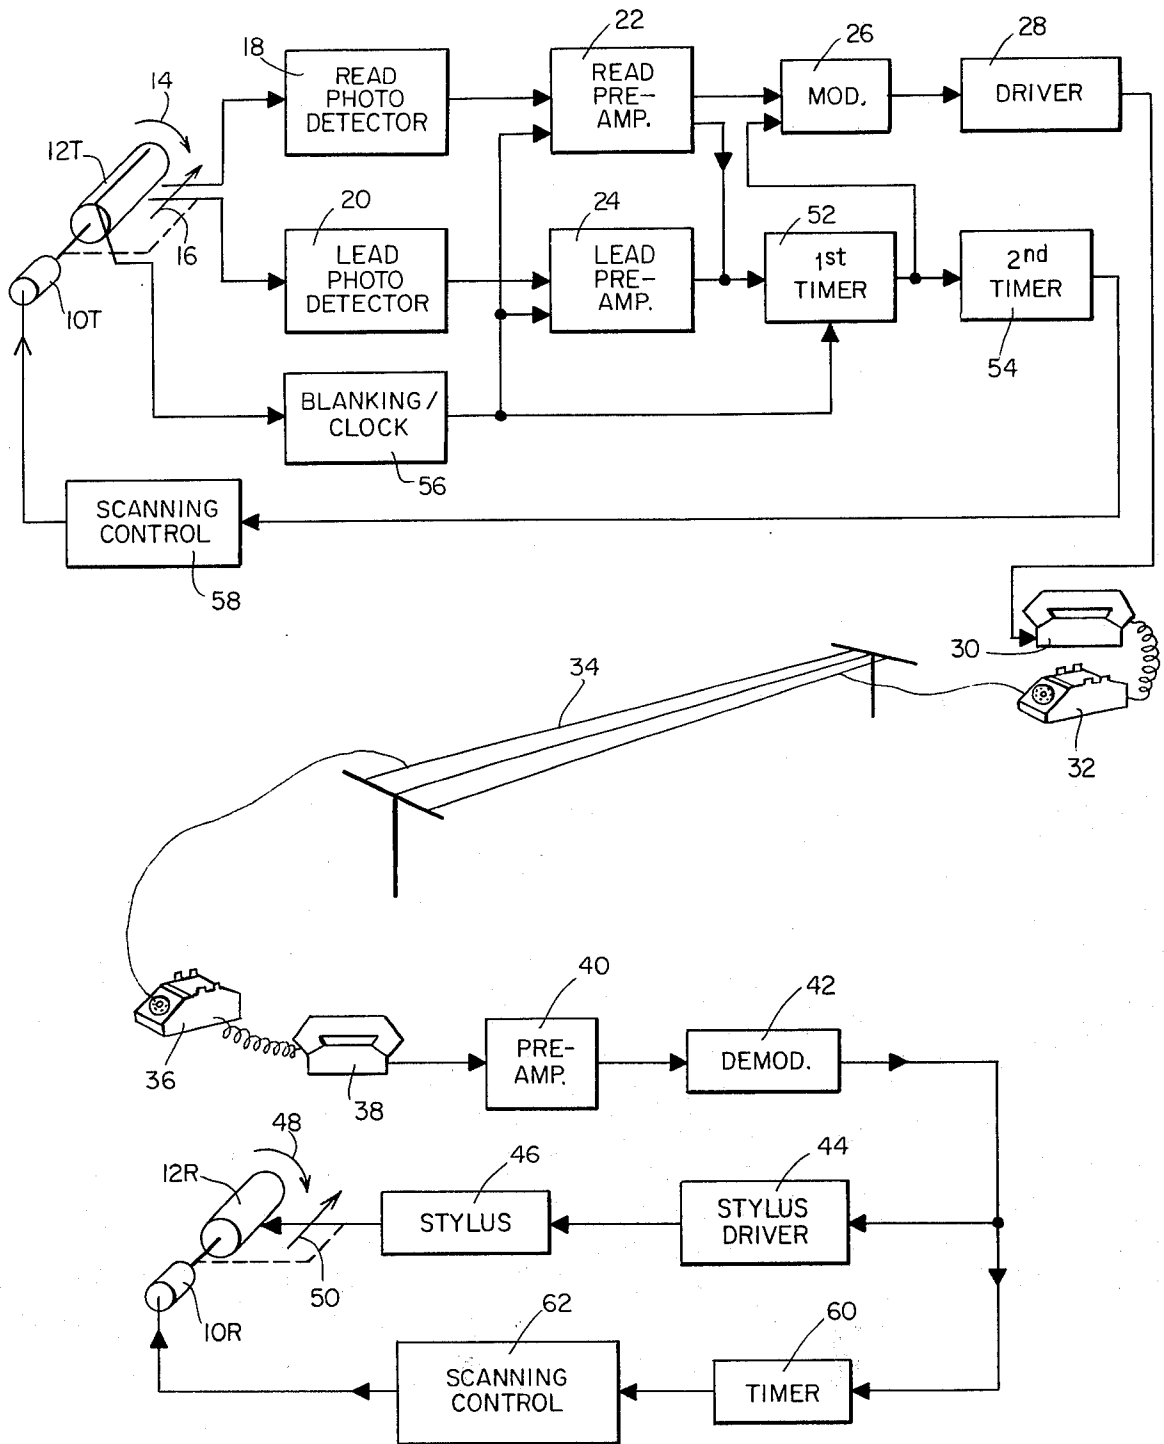 14
12T
16
10T
18
READ
PHOTO
DETECTOR
22
READ
PRE-
AMP.
26
MOD.
28
DRIVER
20
LEAD
PHOTO
DETECTOR
24
LEAD
PRE-
AMP.
52
1st
TIMER
2nd
TIMER
54
BLANKING/
CLOCK
56
SCANNING
CONTROL
58
30
32
34
36
38
40
PRE-
AMP.
42
DEMOD.
48
12R
50
10R
46
STYLUS
44
STYLUS
DRIVER
62
SCANNING
CONTROL
60
TIMER